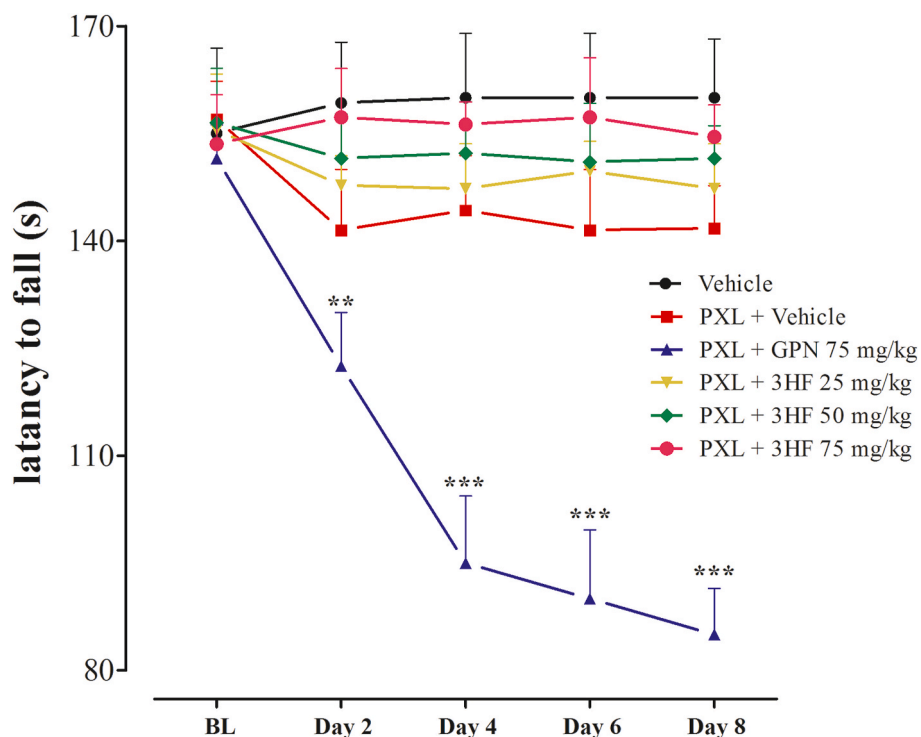 170
140
110
80
latancy to fall (s)
**
***
***
***
Vehicle
PXL + Vehicle
PXL + GPN 75 mg/kg
PXL + 3HF 25 mg/kg
PXL + 3HF 50 mg/kg
PXL + 3HF 75 mg/kg
BL Day 2 Day 4 Day 6 Day 8